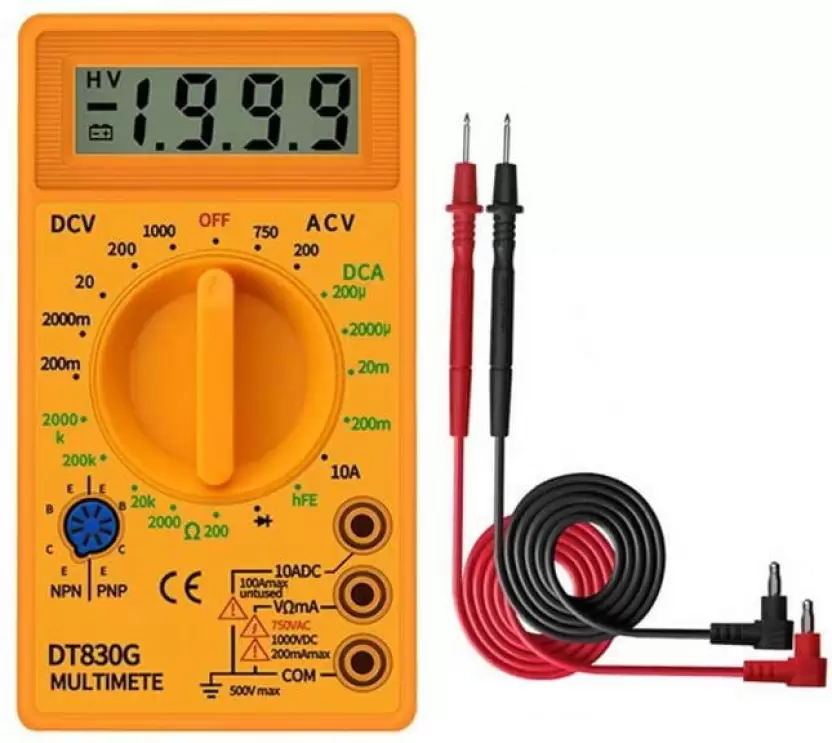 HV
-1.9.9.9
DCV
OFF
ACV
1000
750
200
200
DCA
20
200µ
2000m
2000µ
200m
20m
2000
k
200m
200k
10A
20k
hFE
2000
Ω
200
E E
B B
C C
E E
NPN PNP
CE
10ADC
100Amax
untused
VΩmA
750VAC
1000VDC
200mAmax
COM
500V max
DT830G
MULTIMETE